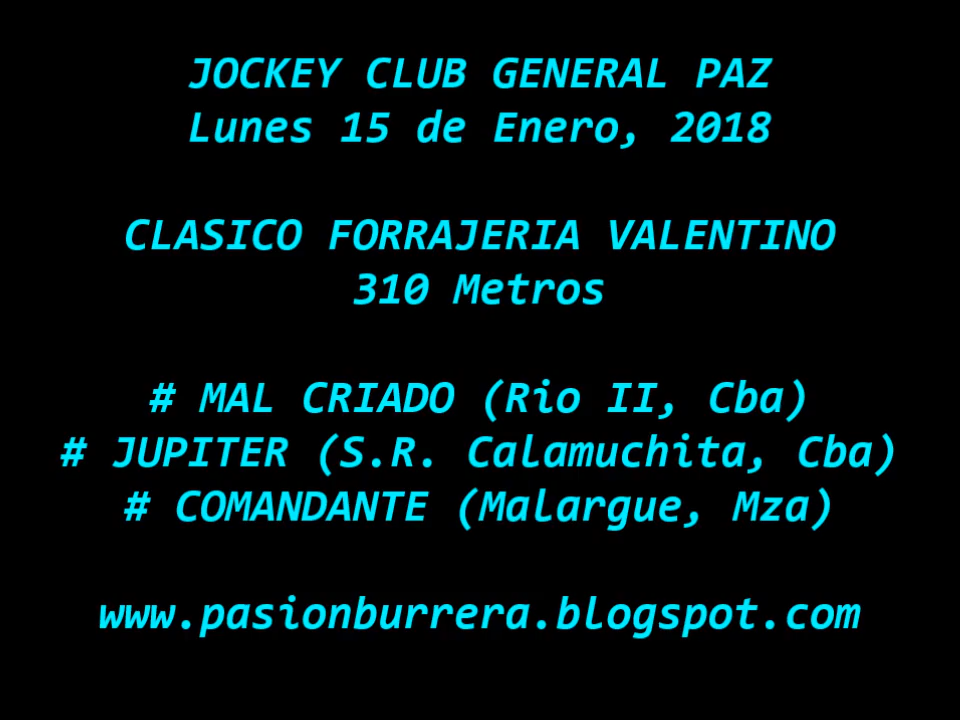 JOCKEY CLUB GENERAL PAZ
Lunes 15 de Enero, 2018
CLASICO FORRAJERIA VALENTINO
310 Metros
# MAL CRIADO (Rio II, Cba)
# JUPITER (S.R. Calamuchita, Cba)
# COMANDANTE (Malargue, Mza)
www.pasionburrera.blogspot.com